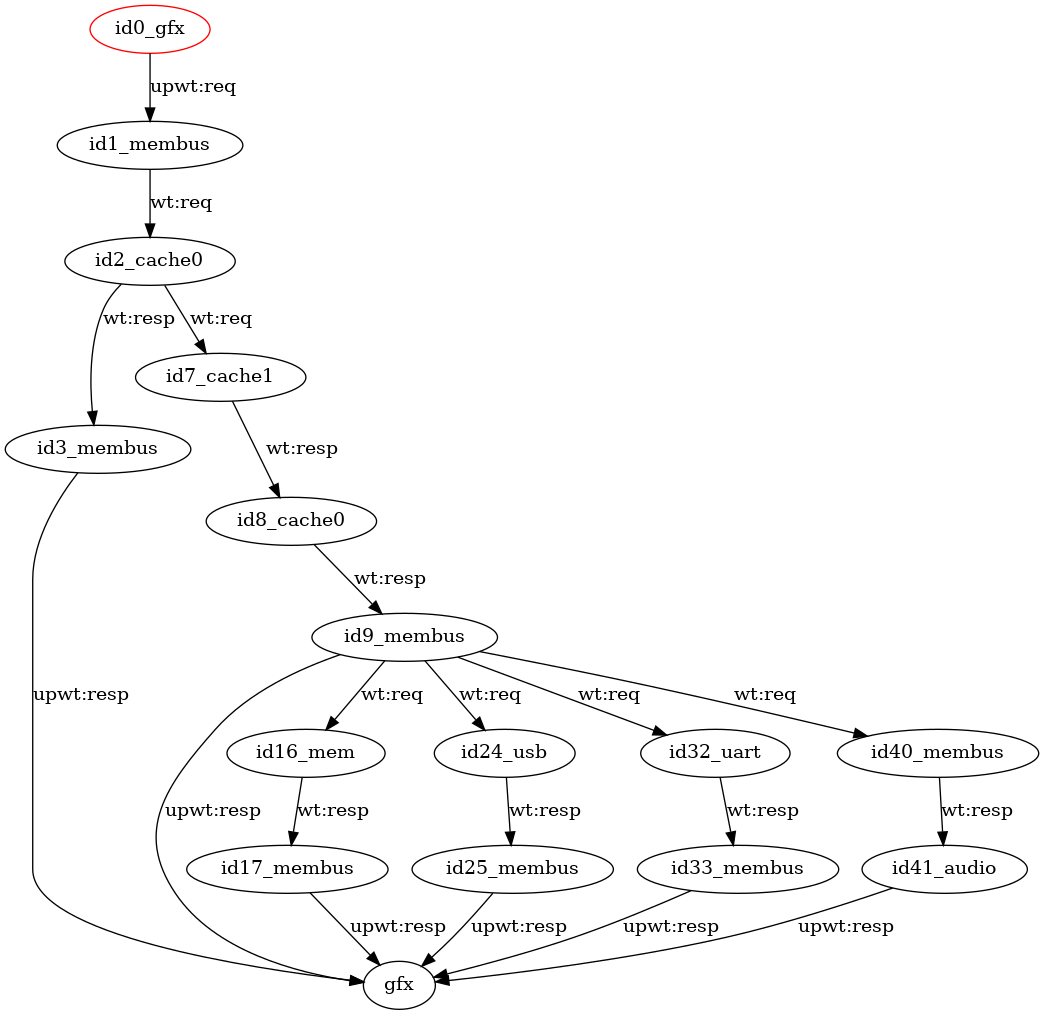 id0_gfx
upwt:req
id1_membus
wt:req
id2_cache0
wt:resp
wt:req
id7_cache1
id3_membus
wt:resp
id8_cache0
wt:resp
id9_membus
upwt:resp
wt:req
wt:req
wt:req
wt:req
id16_mem
id24_usb
id32_uart
id40_membus
upwt:resp
wt:resp
wt:resp
wt:resp
wt:resp
id17_membus
id25_membus
id33_membus
id41_audio
upwt:resp
upwt:resp
upwt:resp
upwt:resp
gfx